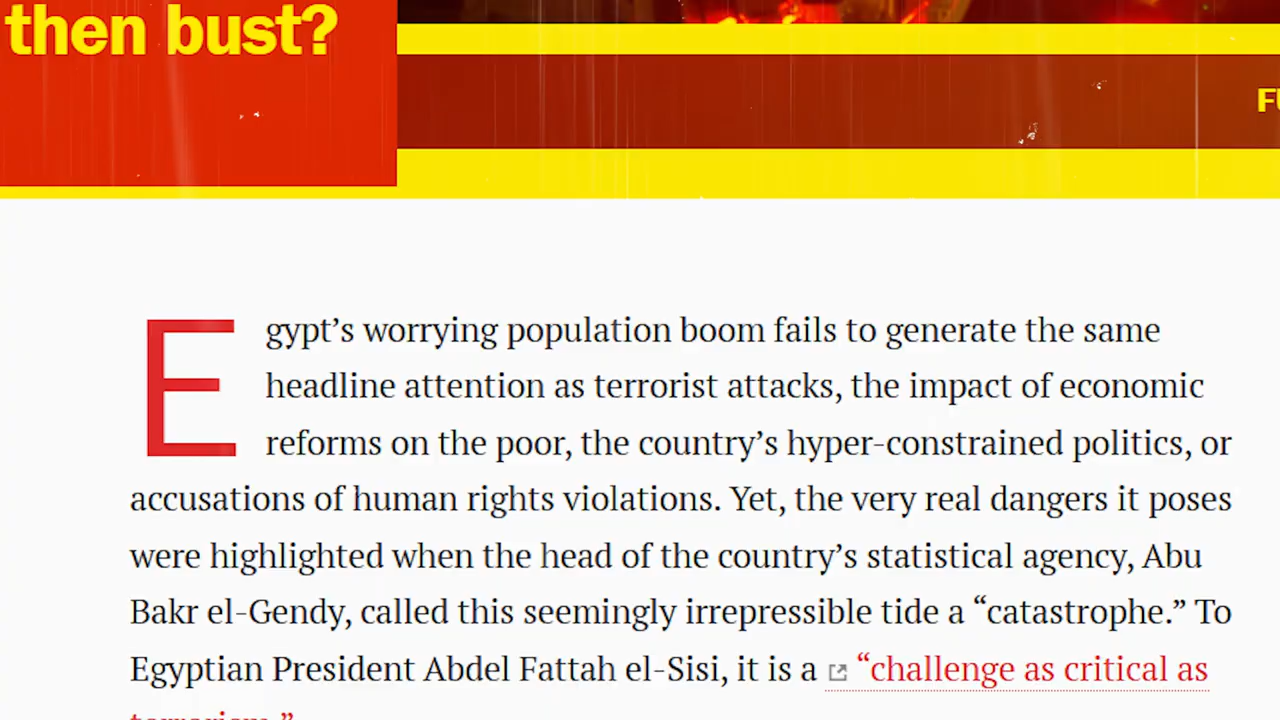 then bust?
FU
Egypt’s worrying population boom fails to generate the same
headline attention as terrorist attacks, the impact of economic
reforms on the poor, the country’s hyper-constrained politics, or
accusations of human rights violations. Yet, the very real dangers it poses
were highlighted when the head of the country’s statistical agency, Abu
Bakr el-Gendy, called this seemingly irrepressible tide a “catastrophe.” To
Egyptian President Abdel Fattah el-Sisi, it is a “challenge as critical as
terrorism.”